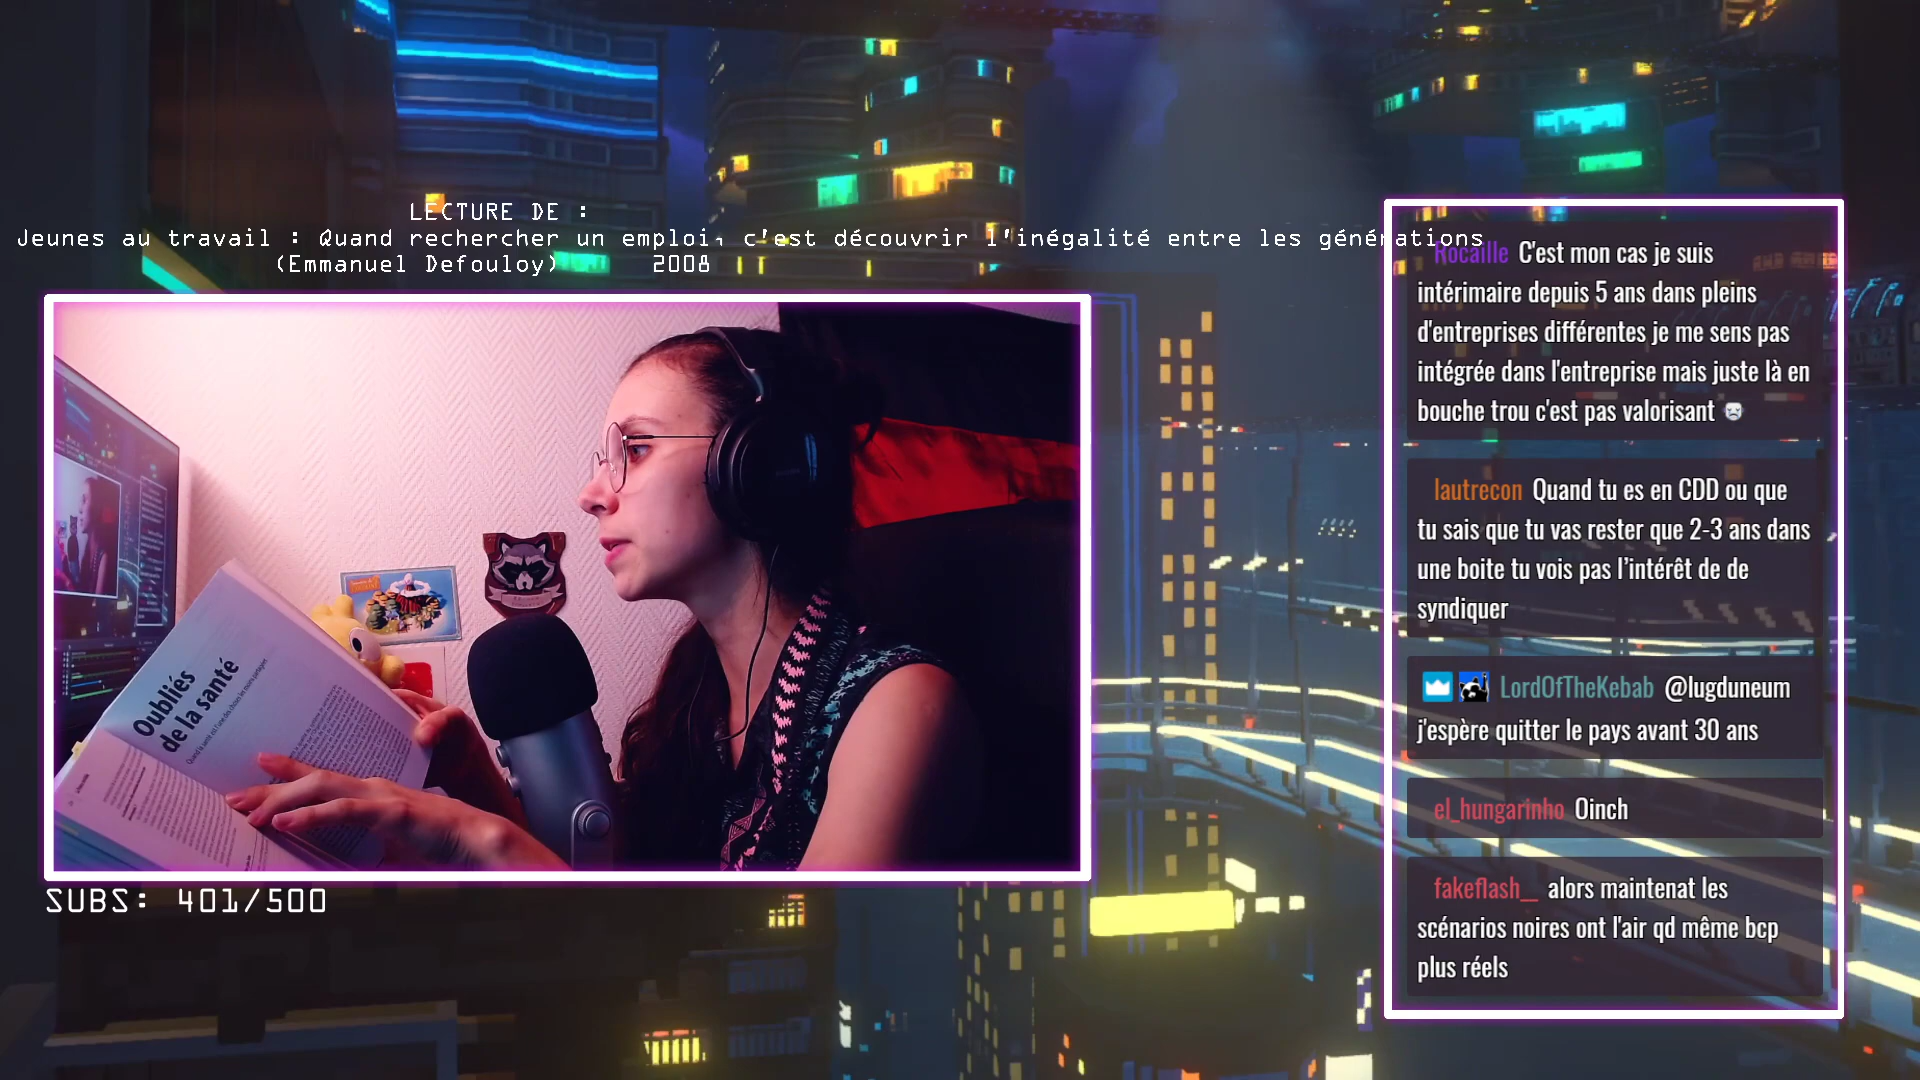 LECTURE DE :
Jeunes au travail : Quand rechercher un emploi, c'est découvrir l'inégalité entre les générations
(Emmanuel Defouloy) 2008
Oubliés
de la santé
SUBS: 401/500
Rocaille C'est mon cas je suis
intérimaire depuis 5 ans dans pleins
d'entreprises différentes je me sens pas
intégrée dans l'entreprise mais juste là en
bouche trou c'est pas valorisant
lautrecon Quand tu es en CDD ou que
tu sais que tu vas rester que 2-3 ans dans
une boite tu vois pas l’intérêt de de
syndiquer
LordOfTheKebab @lugduneum
j'espère quitter le pays avant 30 ans
el_hungarinho Oinch
fakeflash__ alors maintenat les
scénarios noires ont l'air qd même bcp
plus réels